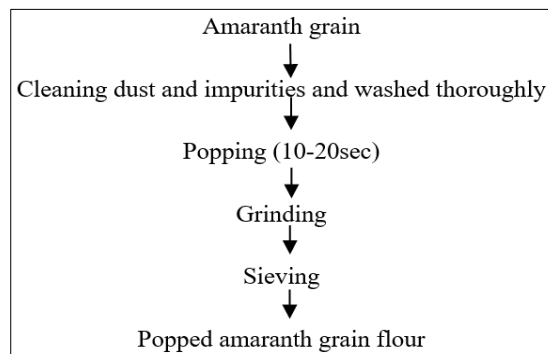 Amaranth grain
Cleaning dust and impurities and washed thoroughly
Popping (10-20sec)
Grinding
Sieving
Popped amaranth grain flour